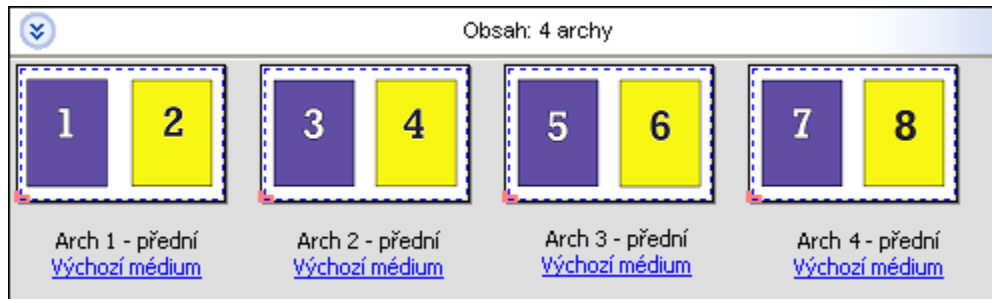 Obsah: 4 archy
1 2 3 4 5 6 7 8
Arch 1 - přední Arch 2 - přední Arch 3 - přední Arch 4 - přední
Výchozí médium Výchozí médium Výchozí médium Výchozí médium